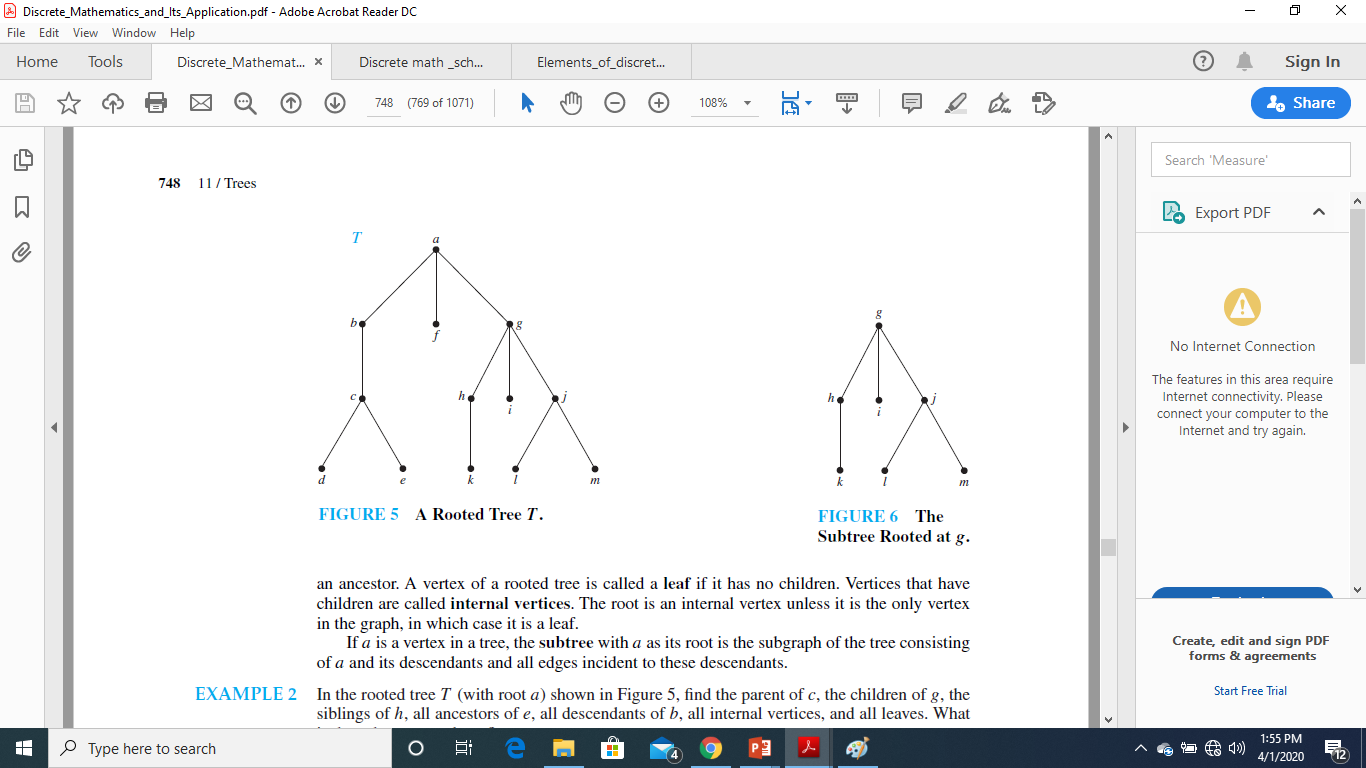 Discrete_Mathematics_and_Its_Application.pdf - Adobe Acrobat Reader DC
File Edit View Window Help
Home Tools Discrete_Mathemat... × Discrete math _sch... Elements_of_discret... Sign In
748 (769 of 1071) 108% Share
748 11 / Trees
T a
b f g
c h i j
d e k l m
FIGURE 5 A Rooted Tree T.
g
h i j
k l m
FIGURE 6 The
Subtree Rooted at g.
an ancestor. A vertex of a rooted tree is called a leaf if it has no children. Vertices that have
children are called internal vertices. The root is an internal vertex unless it is the only vertex
in the graph, in which case it is a leaf.
If a is a vertex in a tree, the subtree with a as its root is the subgraph of the tree consisting
of a and its descendants and all edges incident to these descendants.
EXAMPLE 2 In the rooted tree T (with root a) shown in Figure 5, find the parent of c, the children of g, the
siblings of h, all ancestors of e, all descendants of b, all internal vertices, and all leaves. What
Search 'Measure'
Export PDF
No Internet Connection
The features in this area require
Internet connectivity. Please
connect your computer to the
Internet and try again.
Create, edit and sign PDF
forms & agreements
Start Free Trial
Type here to search
4
1:55 PM
4/1/2020
12